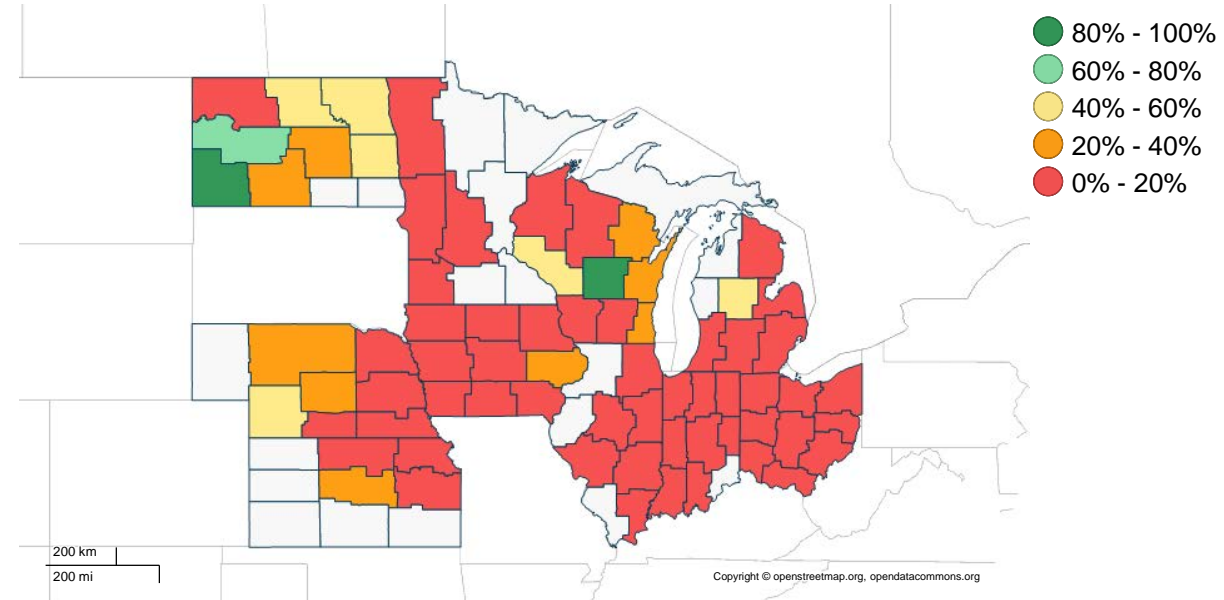 80% - 100%
60% - 80%
40% - 60%
20% - 40%
0% - 20%
200 km
200 mi
Copyright © openstreetmap.org, opendatacommons.org